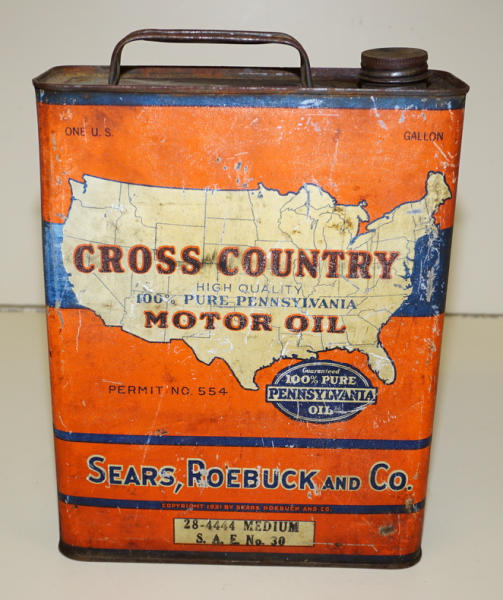 ONE U.S. GALLON
CROSS COUNTRY
HIGH QUALITY
100% PURE PENNSYLVANIA
MOTOR OIL
PERMIT NO. 554
Guaranteed
100% PURE
PENNSYLVANIA
OIL
SEARS, ROEBUCK AND CO.
COPYRIGHT 1931 BY SEARS ROEBUCK AND CO.
28-4444 MEDIUM
S. A. E. No. 30